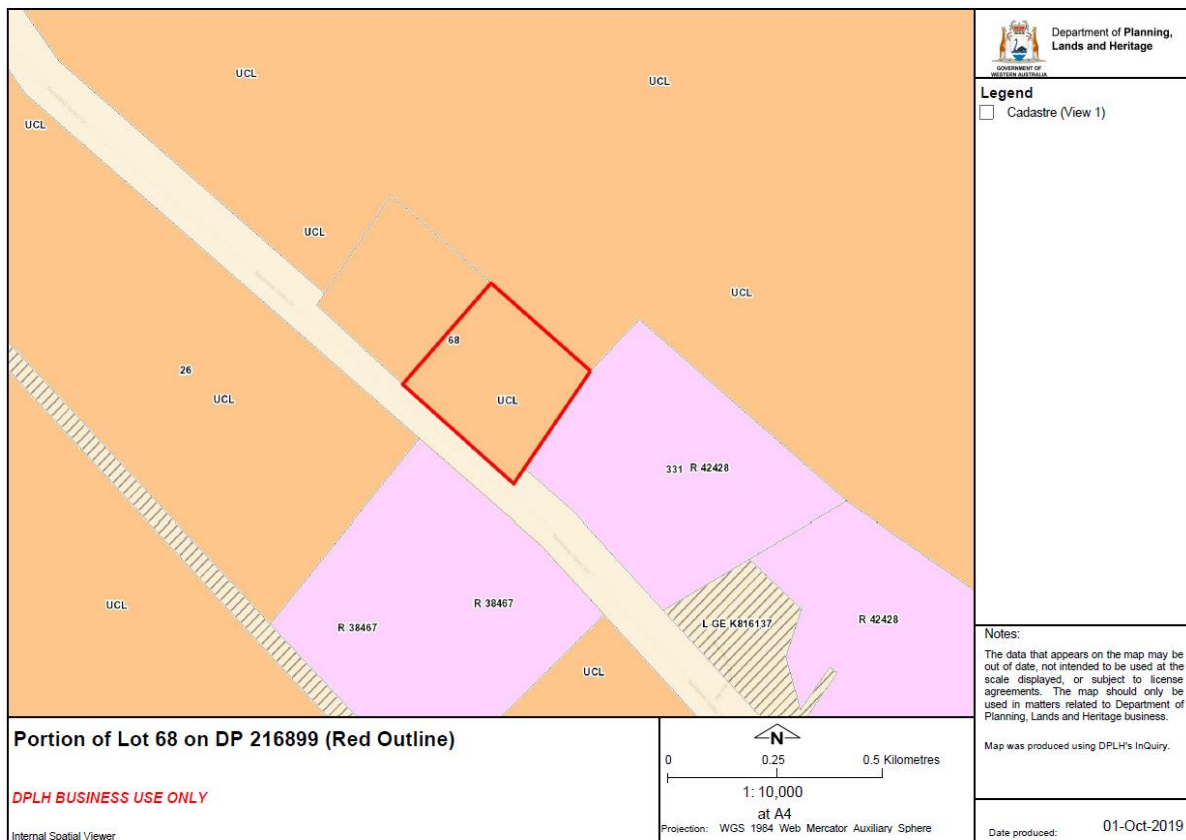 UCL
UCL
UCL
UCL
UCL
68
26
UCL
UCL
331 R 42428
R 38467
R 38467
UCL
L GE K816137
R 42428
UCL
Department of Planning,
Lands and Heritage
GOVERNMENT OF
WESTERN AUSTRALIA
Legend
Cadastre (View 1)
Notes:
The data that appears on the map may be
out of date, not intended to be used at the
scale displayed, or subject to license
agreements. The map should only be
used in matters related to Department of
Planning, Lands and Heritage business.
Map was produced using DPLH's InQuiry.
Portion of Lot 68 on DP 216899 (Red Outline)
DPLH BUSINESS USE ONLY
Internal Spatial Viewer
N
0 0.25 0.5 Kilometres
1: 10,000
at A4
Projection: WGS 1984 Web Mercator Auxiliary Sphere
Date produced: 01-Oct-2019